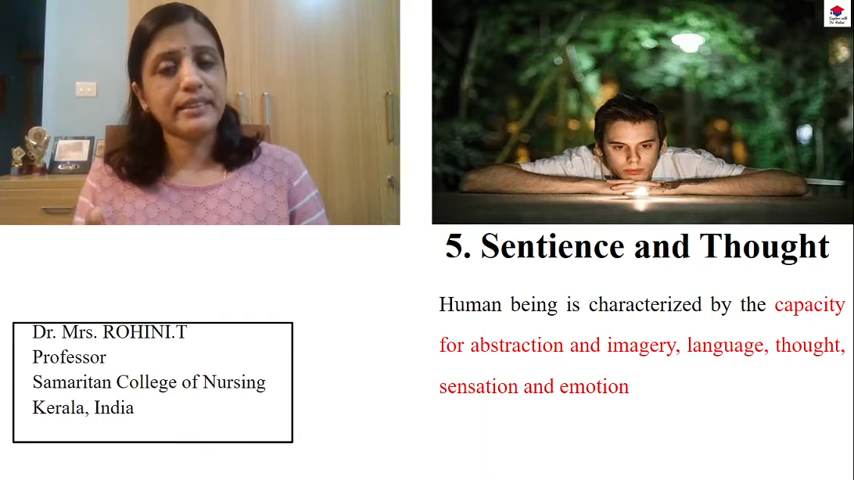 5. Sentience and Thought
Human being is characterized by the capacity
for abstraction and imagery, language, thought,
sensation and emotion
Dr. Mrs. ROHINI.T
Professor
Samaritan College of Nursing
Kerala, India